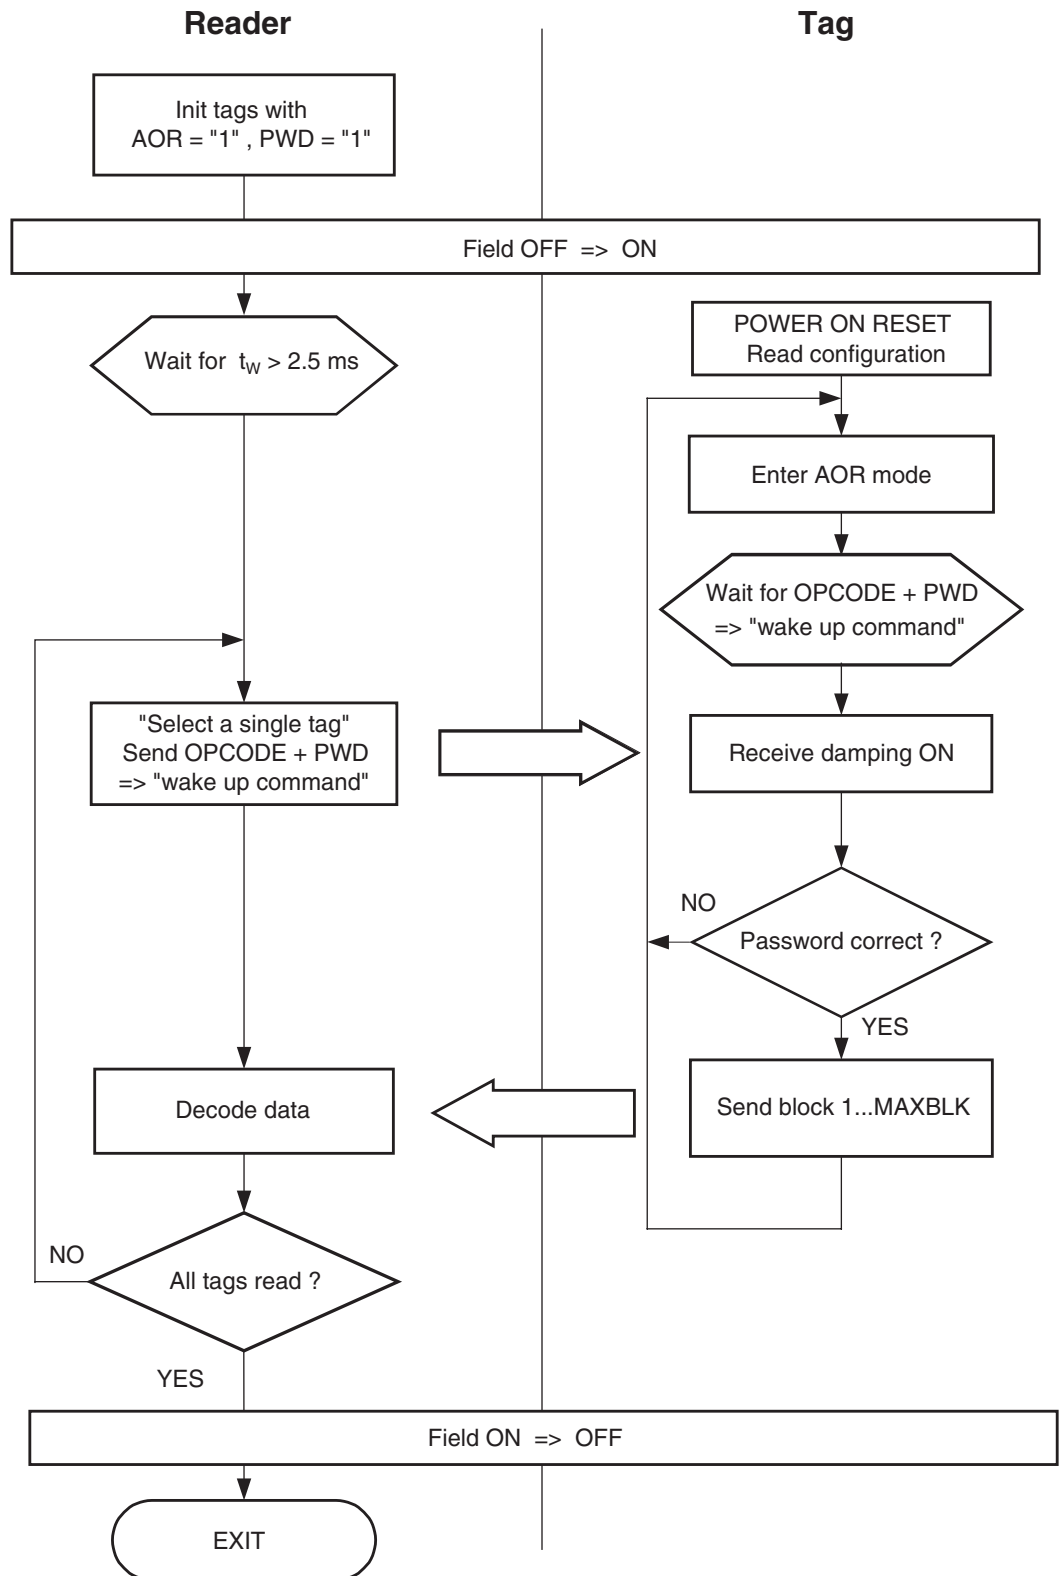 Reader
Tag
Init tags with
AOR = "1" , PWD = "1"
Field OFF => ON
Wait for tW > 2.5 ms
POWER ON RESET
Read configuration
Enter AOR mode
Wait for OPCODE + PWD
=> "wake up command"
"Select a single tag"
Send OPCODE + PWD
=> "wake up command"
Receive damping ON
NO
Password correct ?
YES
Send block 1...MAXBLK
Decode data
NO
All tags read ?
YES
Field ON => OFF
EXIT